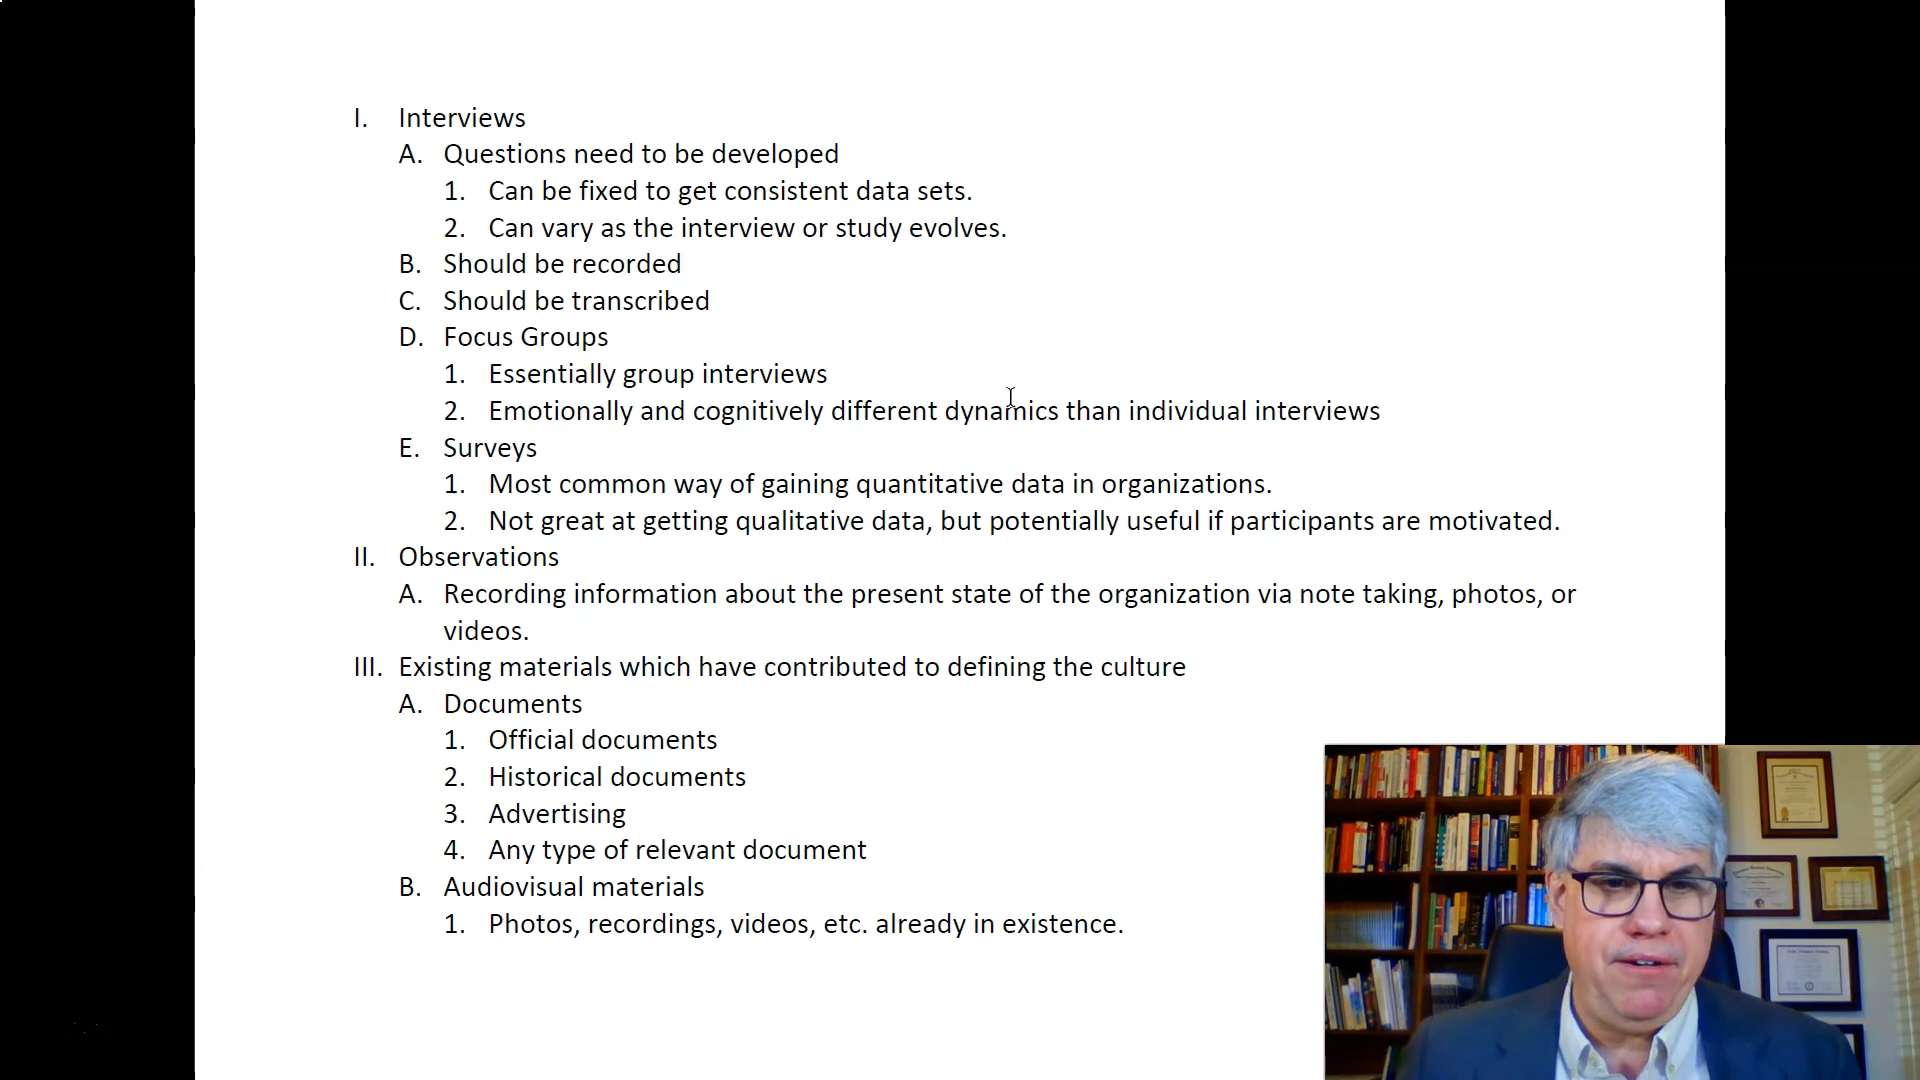 I. Interviews
A. Questions need to be developed
1. Can be fixed to get consistent data sets.
2. Can vary as the interview or study evolves.
B. Should be recorded
C. Should be transcribed
D. Focus Groups
1. Essentially group interviews
2. Emotionally and cognitively different dynamics than individual interviews
E. Surveys
1. Most common way of gaining quantitative data in organizations.
2. Not great at getting qualitative data, but potentially useful if participants are motivated.
II. Observations
A. Recording information about the present state of the organization via note taking, photos, or
videos.
III. Existing materials which have contributed to defining the culture
A. Documents
1. Official documents
2. Historical documents
3. Advertising
4. Any type of relevant document
B. Audiovisual materials
1. Photos, recordings, videos, etc. already in existence.